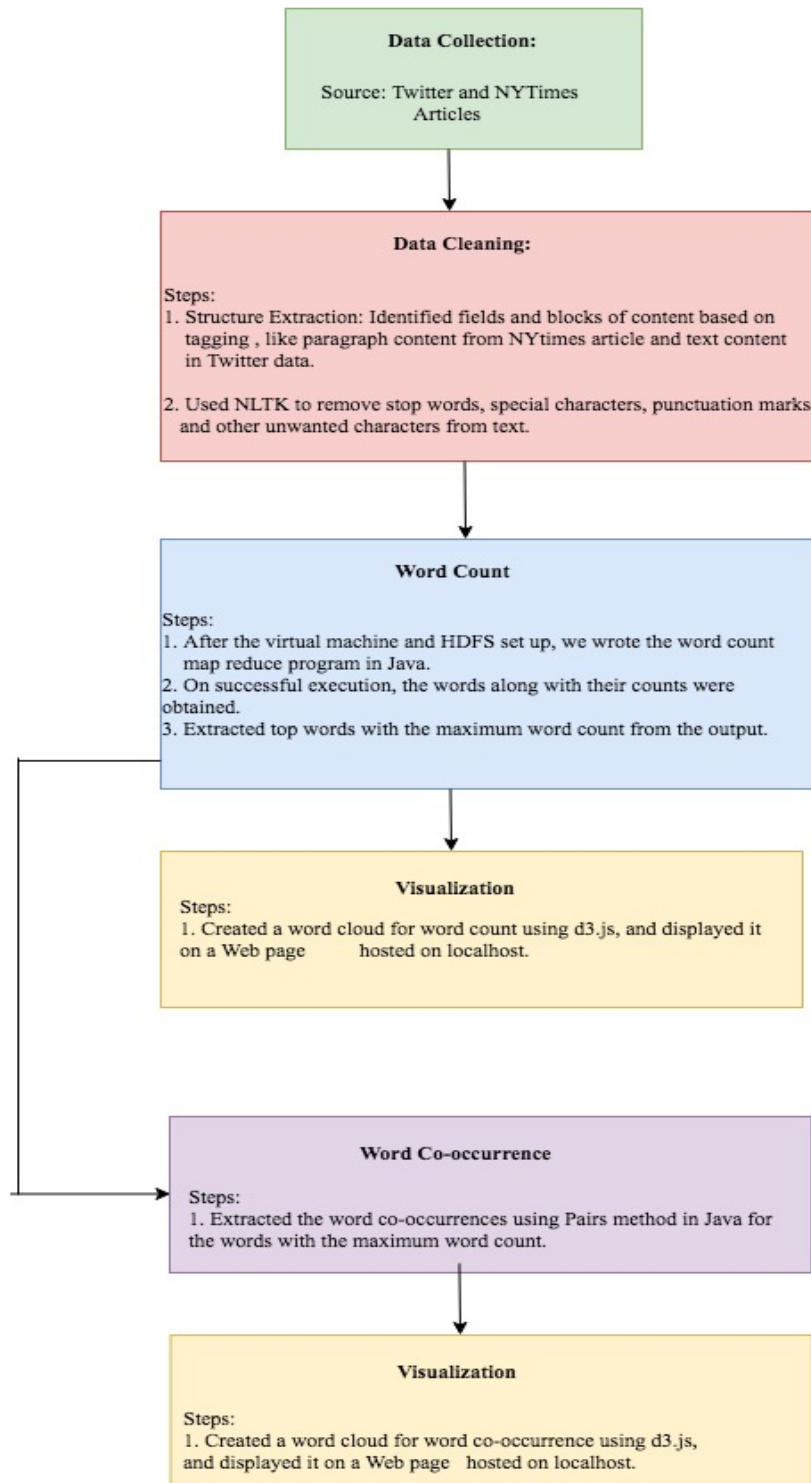 Data Collection:
Source: Twitter and NYTimes
Articles
Data Cleaning:
Steps:
1. Structure Extraction: Identified fields and blocks of content based on
tagging , like paragraph content from NYtimes article and text content
in Twitter data.
2. Used NLTK to remove stop words, special characters, punctuation marks
and other unwanted characters from text.
Word Count
Steps:
1. After the virtual machine and HDFS set up, we wrote the word count
map reduce program in Java.
2. On successful execution, the words along with their counts were
obtained.
3. Extracted top words with the maximum word count from the output.
Visualization
Steps:
1. Created a word cloud for word count using d3.js, and displayed it
on a Web page hosted on localhost.
Word Co-occurrence
Steps:
1. Extracted the word co-occurrences using Pairs method in Java for
the words with the maximum word count.
Visualization
Steps:
1. Created a word cloud for word co-occurrence using d3.js,
and displayed it on a Web page hosted on localhost.